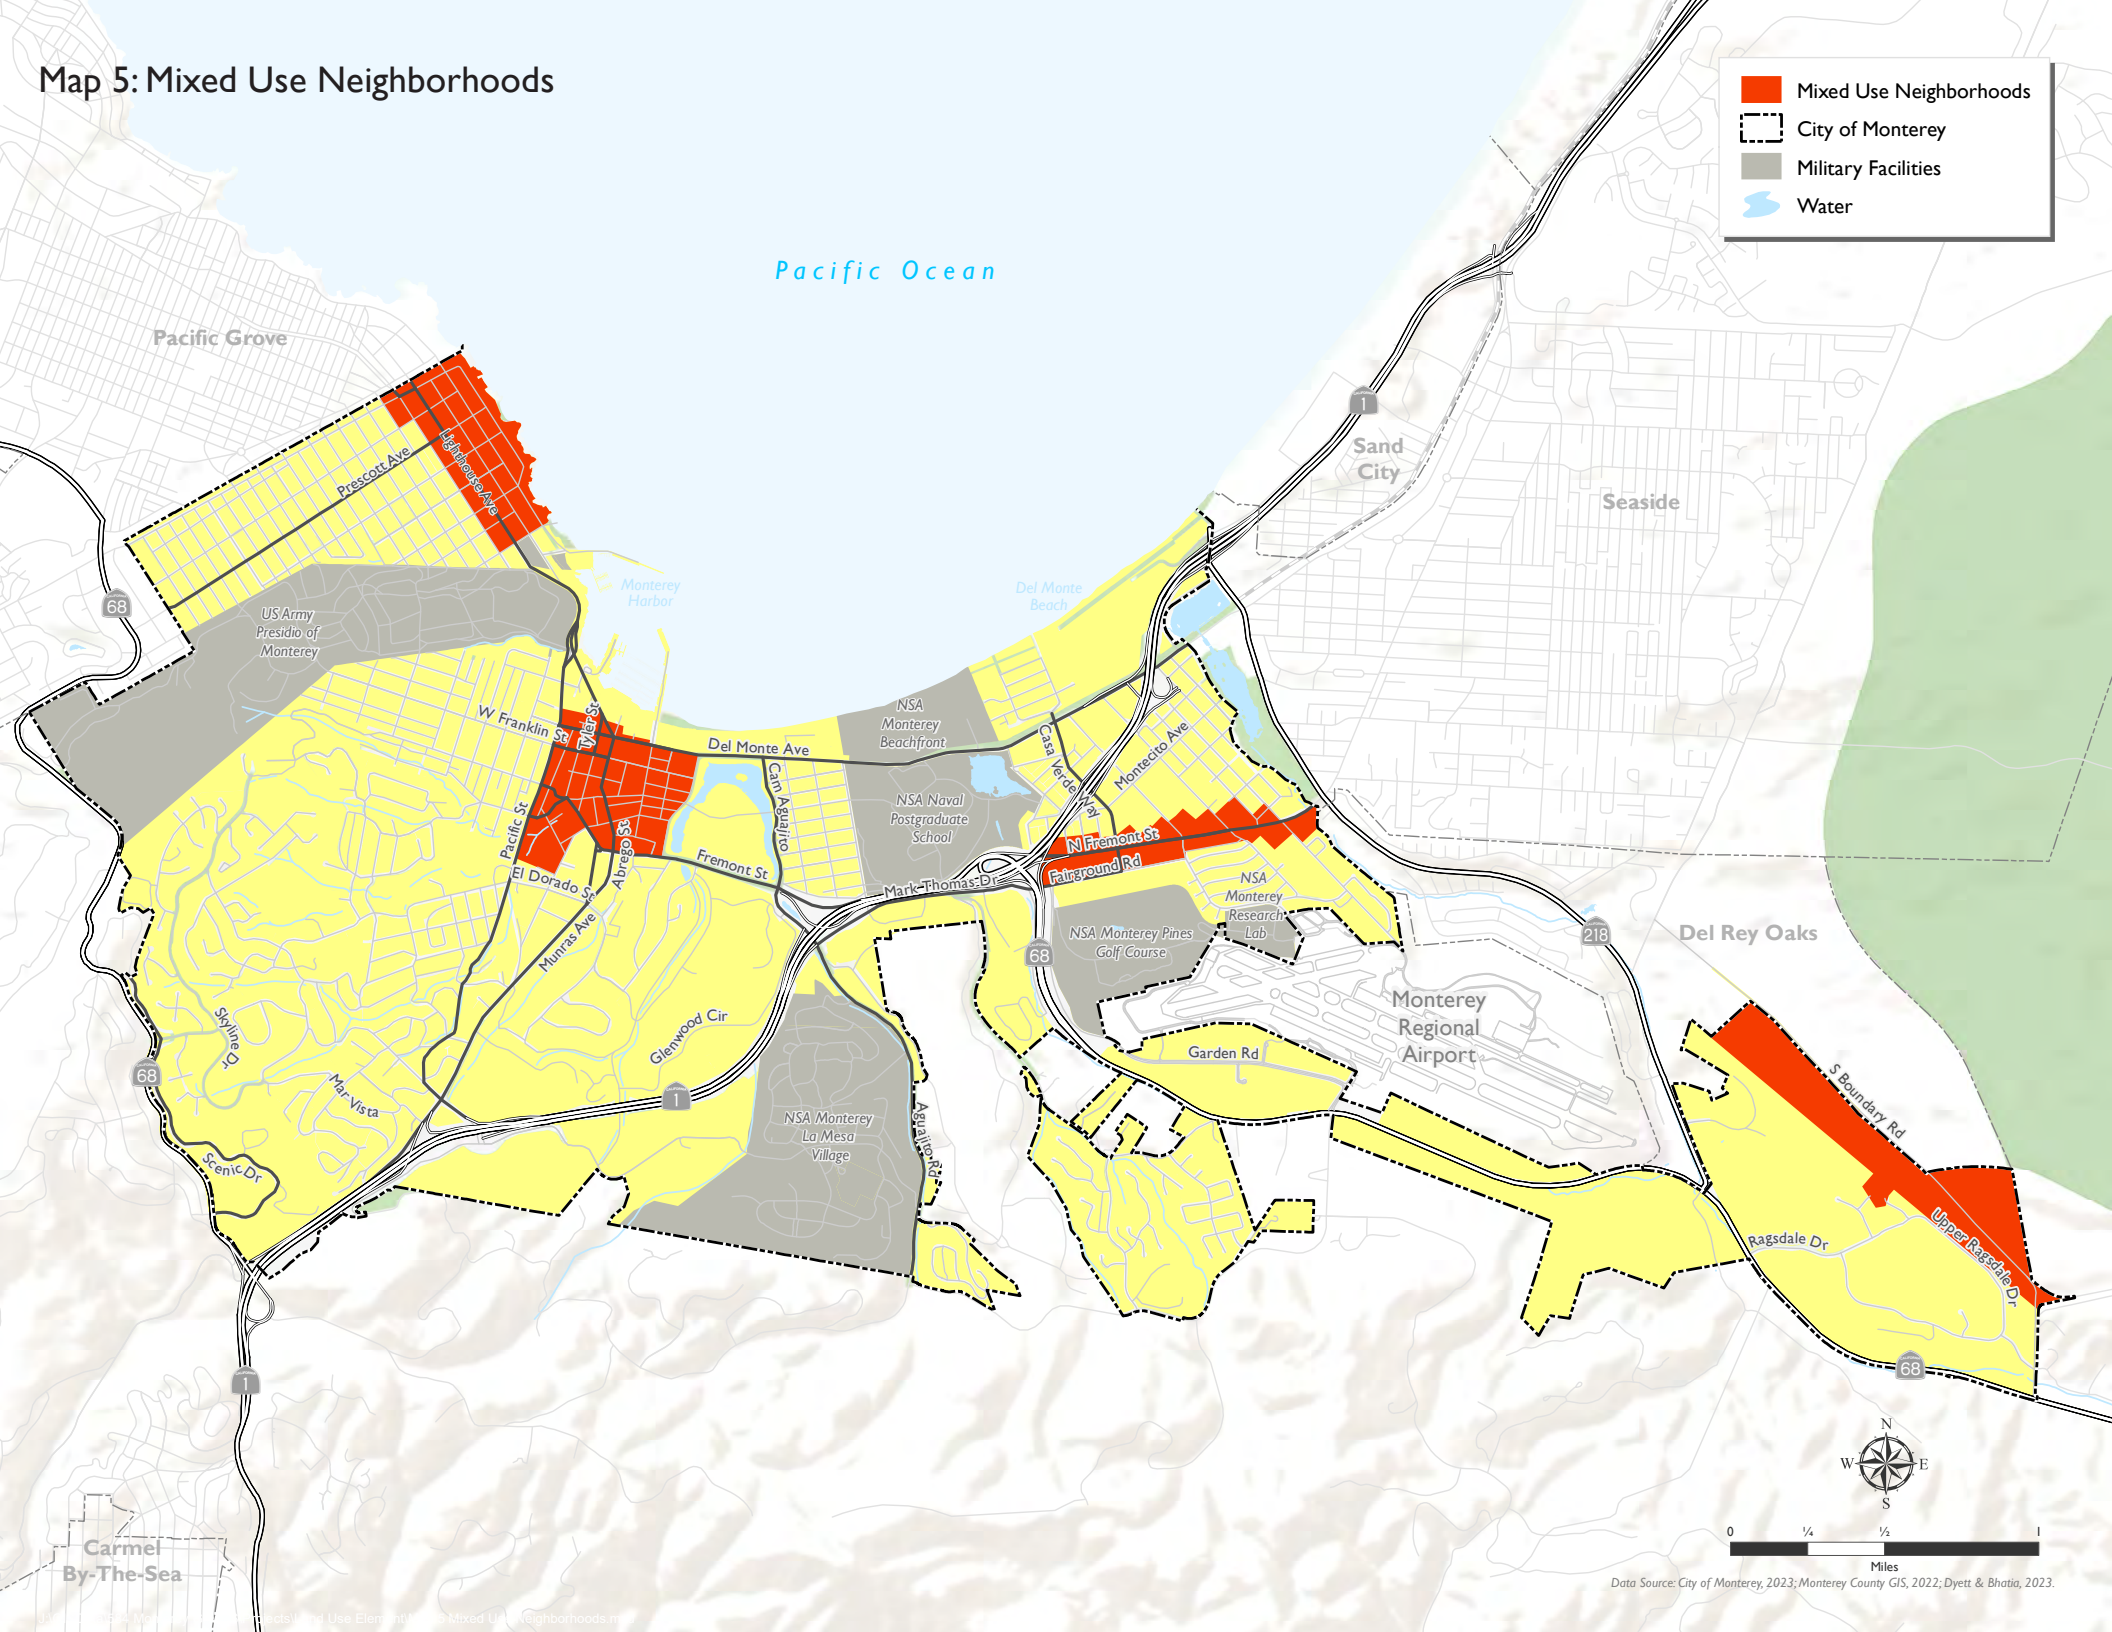 Map 5: Mixed Use Neighborhoods
Mixed Use Neighborhoods
City of Monterey
Military Facilities
Water
Pacific Ocean
Pacific Grove
1
Sand
City
Seaside
Lighthouse Ave
Prescott Ave
68
US Army
Presidio of
Monterey
Monterey
Harbor
Del Monte
Beach
W Franklin St
Tyler St
Del Monte Ave
NSA
Monterey
Beachfront
Casa Verde Way
Montecito Ave
Cam Aguajito
NSA Naval
Postgraduate
School
Pacific St
Abrego St
Fremont St
El Dorado St
Mark Thomas Dr
N Fremont St
Fairground Rd
NSA
Monterey
Research
Lab
NSA Monterey Pines
Golf Course
68
218
Del Rey Oaks
Munras Ave
Monterey
Regional
Airport
Skyline Dr
Glenwood Cir
Garden Rd
68
Mar Vista
1
NSA Monterey
La Mesa
Village
Aguajito Rd
S Boundary Rd
Scenic Dr
Ragsdale Dr
Upper Ragsdale Dr
68
1
N
W
E
S
0
¼
½
1
Miles
Carmel
By-The-Sea
Data Source: City of Monterey, 2023; Monterey County GIS, 2022; Dyett & Bhatia, 2023.